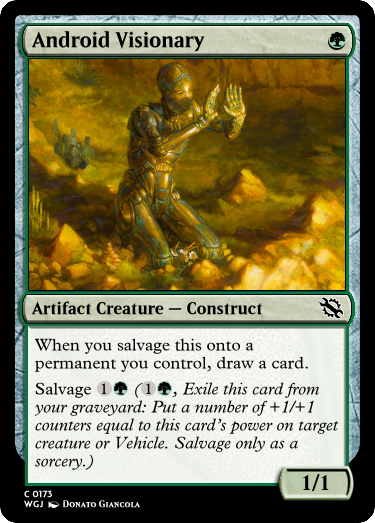 Android Visionary
Artifact Creature — Construct
When you salvage this onto a
permanent you control, draw a card.
Salvage 1 (1, Exile this card from
your graveyard: Put a number of +1/+1
counters equal to this card's power on target
creature or Vehicle. Salvage only as a
sorcery.)
1/1
C 0173
WGJ Donato Giancola